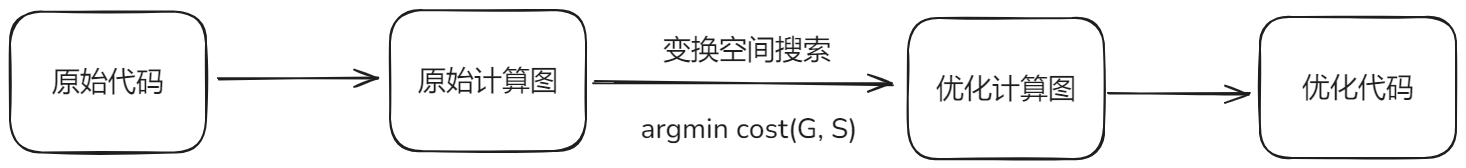 原始代码
原始计算图
变换空间搜索
argmin cost(G, S)
优化计算图
优化代码